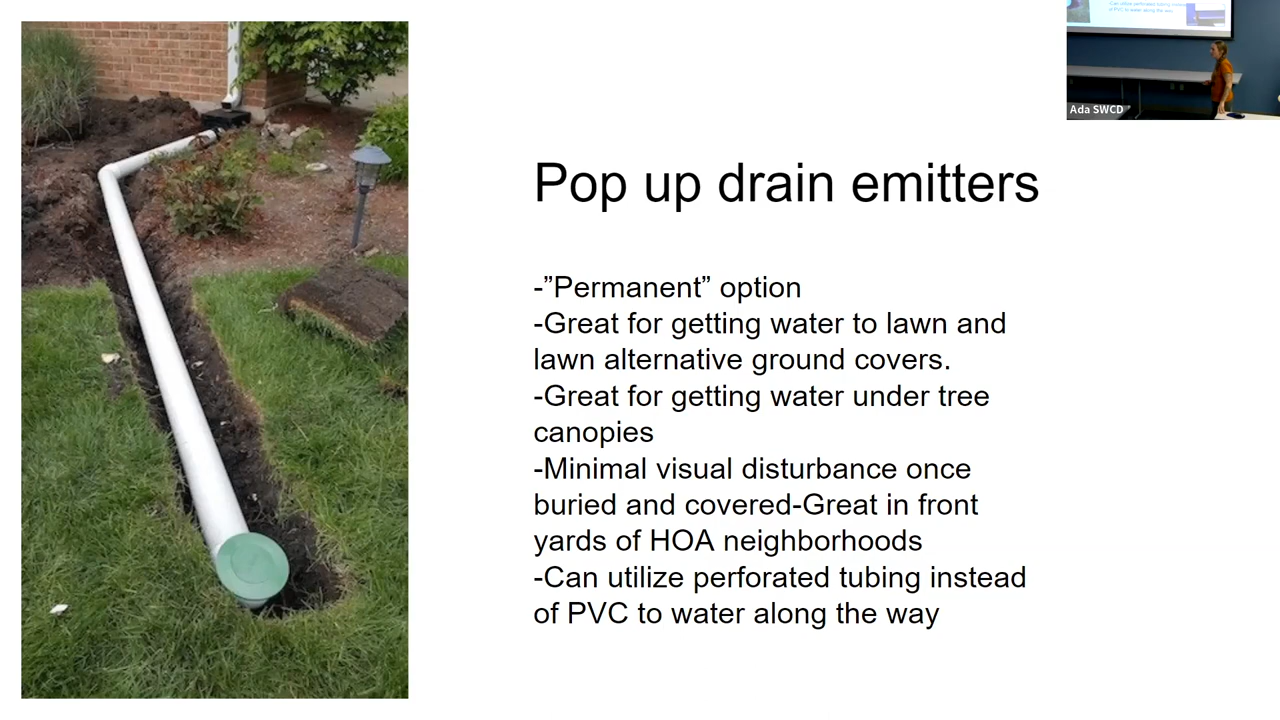 Pop up drain emitters
-”Permanent” option
-Great for getting water to lawn and
lawn alternative ground covers.
-Great for getting water under tree
canopies
-Minimal visual disturbance once
buried and covered-Great in front
yards of HOA neighborhoods
-Can utilize perforated tubing instead
of PVC to water along the way
Ada SWCD